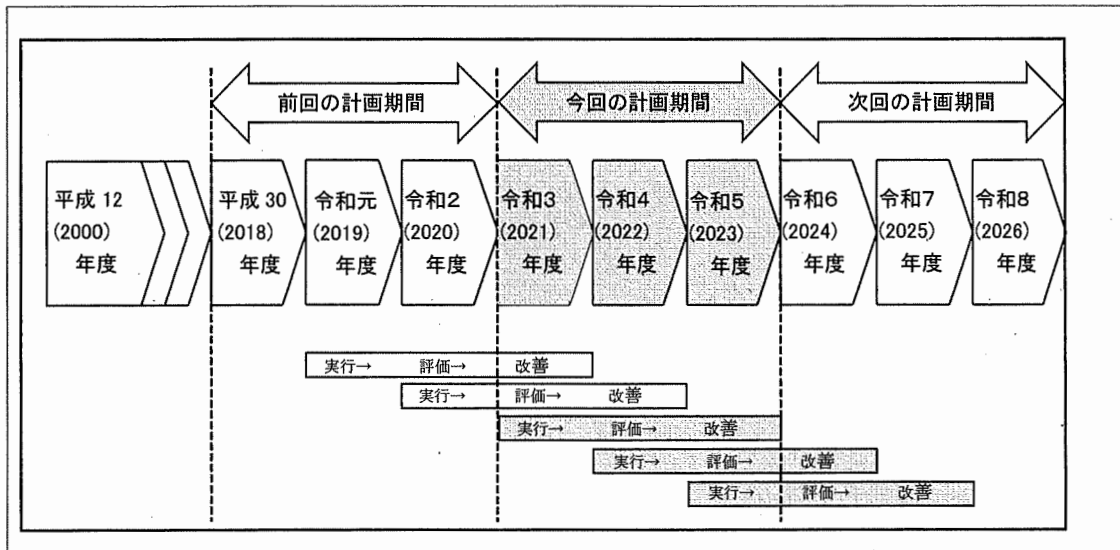 前回の計画期間
今回の計画期間
次回の計画期間
平成12
(2000)
年度
平成30
(2018)
年度
令和元
(2019)
年度
令和2
(2020)
年度
令和3
(2021)
年度
令和4
(2022)
年度
令和5
(2023)
年度
令和6
(2024)
年度
令和7
(2025)
年度
令和8
(2026)
年度
実行→ 評価→ 改善
実行→ 評価→ 改善
実行→ 評価→ 改善
実行→ 評価→ 改善
実行→ 評価→ 改善